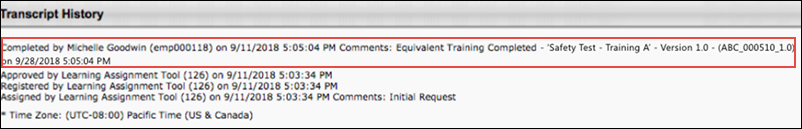 Transcript History
Completed by Michelle Goodwin (emp000118) on 9/11/2018 5:05:04 PM Comments: Equivalent Training Completed - 'Safety Test - Training A' - Version 1.0 - (ABC_000510_1.0)
on 9/28/2018 5:05:04 PM
Approved by Learning Assignment Tool (126) on 9/11/2018 5:03:34 PM
Registered by Learning Assignment Tool (126) on 9/11/2018 5:03:34 PM
Assigned by Learning Assignment Tool (126) on 9/11/2018 5:03:34 PM Comments: Initial Request
* Time Zone: (UTC-08:00) Pacific Time (US & Canada)